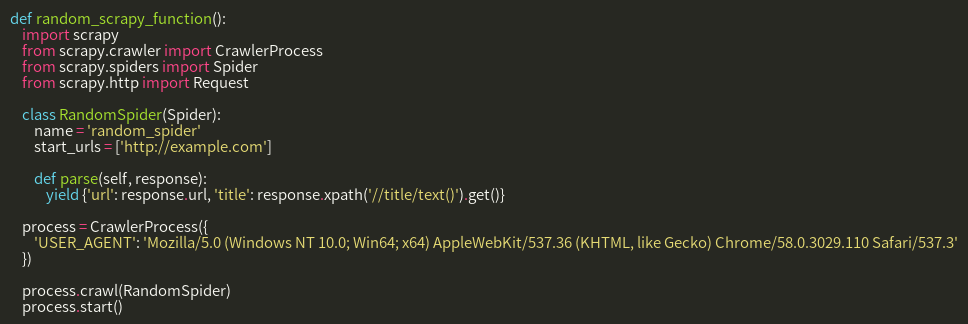 def random_scrapy_function():
    import scrapy
    from scrapy.crawler import CrawlerProcess
    from scrapy.spiders import Spider
    from scrapy.http import Request

    class RandomSpider(Spider):
        name = 'random_spider'
        start_urls = ['http://example.com']

        def parse(self, response):
            yield {'url': response.url, 'title': response.xpath('//title/text()').get()}

    process = CrawlerProcess({
        'USER_AGENT': 'Mozilla/5.0 (Windows NT 10.0; Win64; x64) AppleWebKit/537.36 (KHTML, like Gecko) Chrome/58.0.3029.110 Safari/537.3'
    })

    process.crawl(RandomSpider)
    process.start()